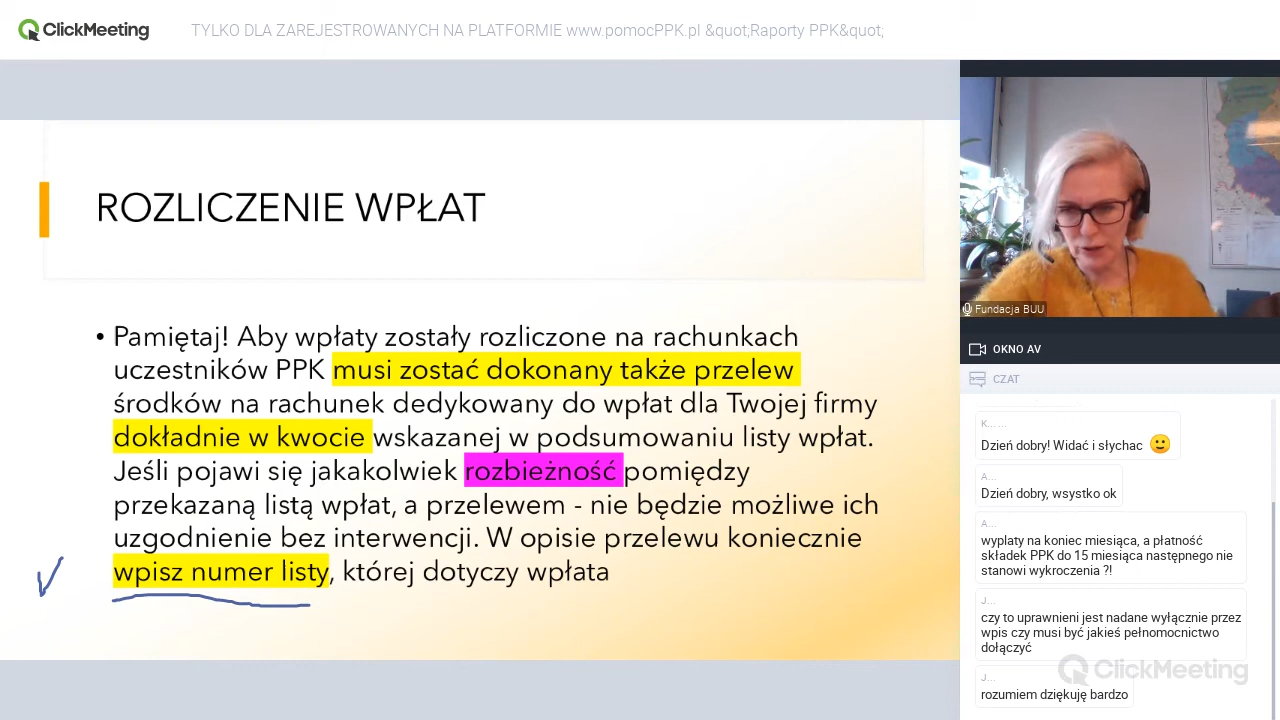 ClickMeeting
TYLKO DLA ZAREJESTROWANYCH NA PLATFORMIE www.pomocPPK.pl &quot;Raporty PPK&quot;
ROZLICZENIE WPŁAT
• Pamiętaj! Aby wpłaty zostały rozliczone na rachunkach
uczestników PPK musi zostać dokonany także przelew
środków na rachunek dedykowany do wpłat dla Twojej firmy
dokładnie w kwocie wskazanej w podsumowaniu listy wpłat.
Jeśli pojawi się jakakolwiek rozbieżność pomiędzy
przekazaną listą wpłat, a przelewem - nie będzie możliwe ich
uzgodnienie bez interwencji. W opisie przelewu koniecznie
wpisz numer listy, której dotyczy wpłata
Fundacja BUU
OKNO AV
CZAT
K... ...
Dzień dobry! Widać i słychac
A...
Dzień dobry, wsystko ok
A...
wyplaty na koniec miesiąca, a płatność
składek PPK do 15 miesiąca następnego nie
stanowi wykroczenia ?!
J...
czy to uprawnieni jest nadane wyłącznie przez
wpis czy musi być jakieś pełnomocnictwo
dołączyć
J...
rozumiem dziękuję bardzo
ClickMeeting